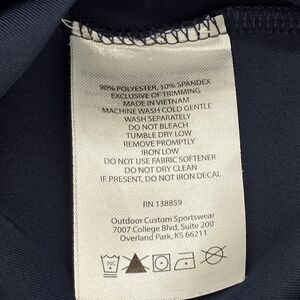 90% POLYESTER, 10% SPANDEX
EXCLUSIVE OF TRIMMING
MADE IN VIETNAM
MACHINE WASH COLD GENTLE
WASH SEPARATELY
DO NOT BLEACH
TUMBLE DRY LOW
REMOVE PROMPTLY
IRON LOW
DO NOT USE FABRIC SOFTENER
DO NOT DRY CLEAN
IF PRESENT, DO NOT IRON DECAL
RN 138859
Outdoor Custom Sportswear
7007 College Blvd, Suite 200
Overland Park, KS 66211
30C